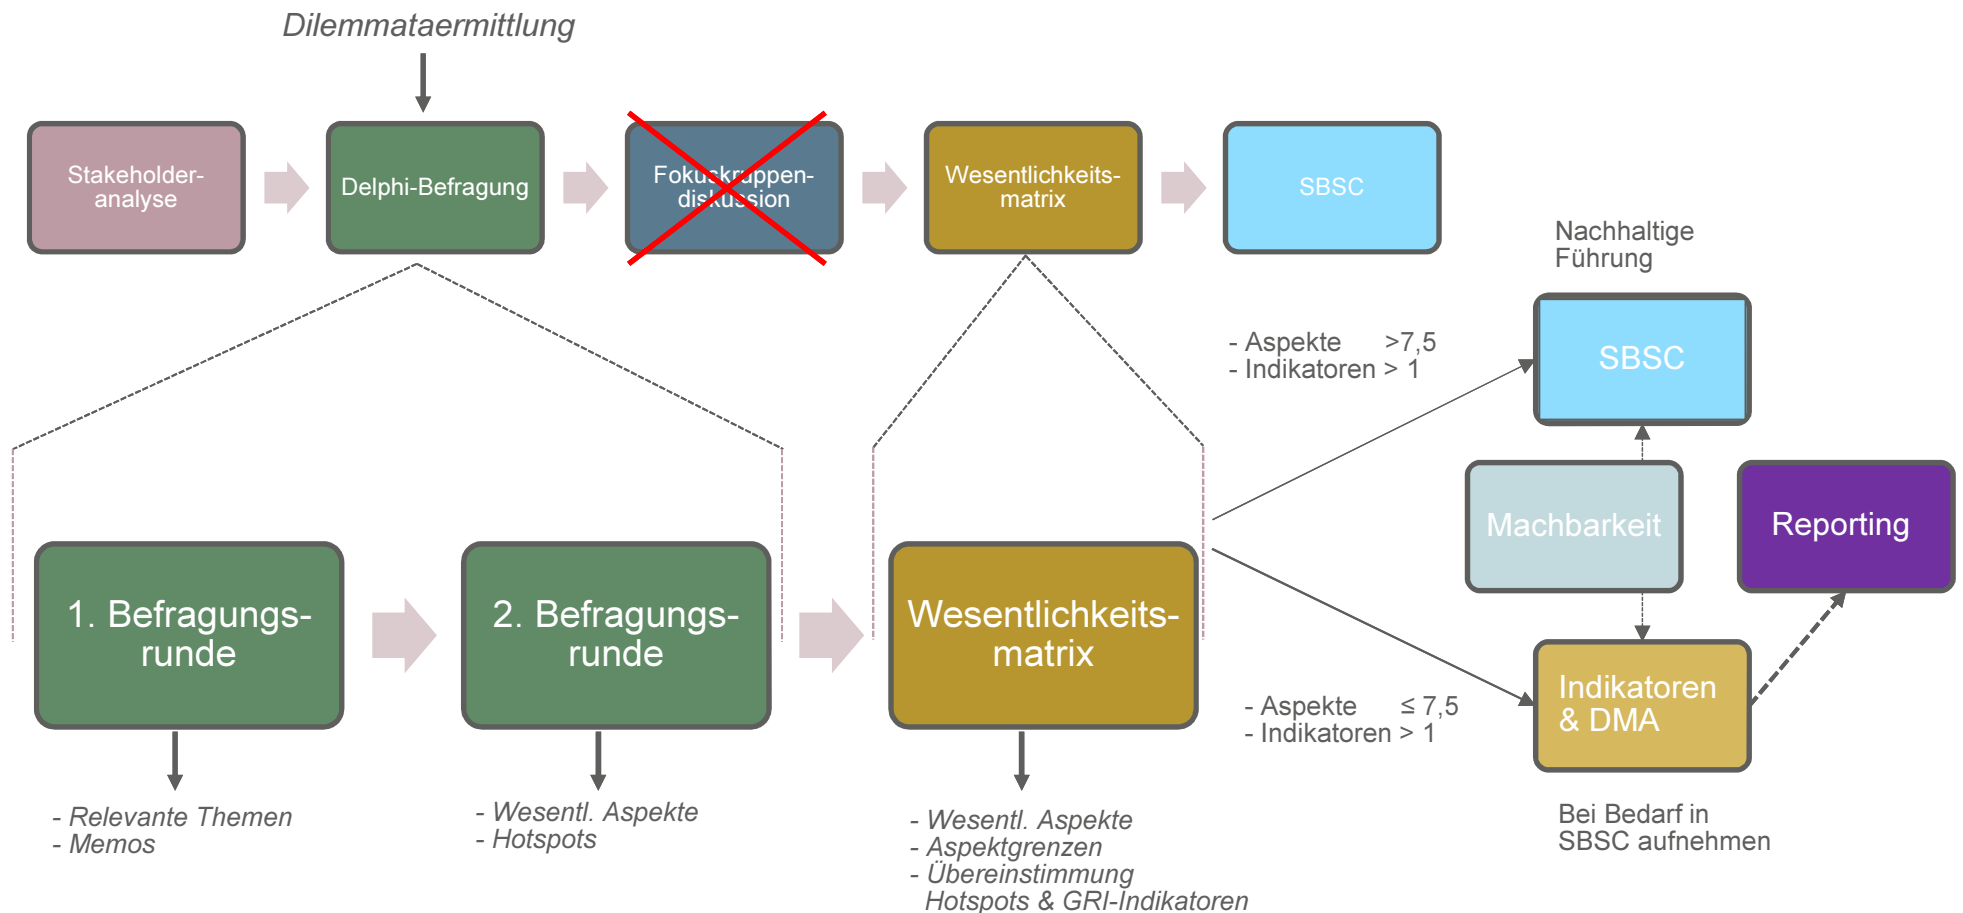 Dilemmataermittlung
Stakeholder-
analyse
Delphi-Befragung
Fokuskruppen-
diskussion
Wesentlichkeits-
matrix
SBSC
Nachhaltige
Führung
- Aspekte >7,5
- Indikatoren > 1
SBSC
Machbarkeit
Reporting
1. Befragungs-
runde
2. Befragungs-
runde
Wesentlichkeits-
matrix
- Aspekte ≤ 7,5
- Indikatoren > 1
Indikatoren
& DMA
- Relevante Themen
- Memos
- Wesentl. Aspekte
- Hotspots
- Wesentl. Aspekte
- Aspektgrenzen
- Übereinstimmung
Hotspots & GRI-Indikatoren
Bei Bedarf in
SBSC aufnehmen